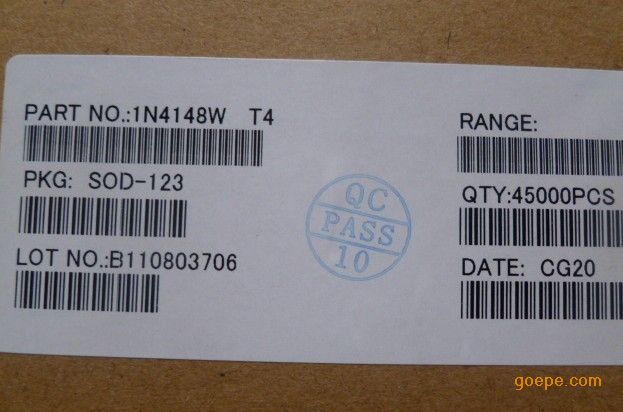 PART NO.:1N4148W T4
RANGE:
PKG: SOD-123
QTY:45000PCS
LOT NO.:B110803706
DATE: CG20
QC
PASS
10
goepe.com